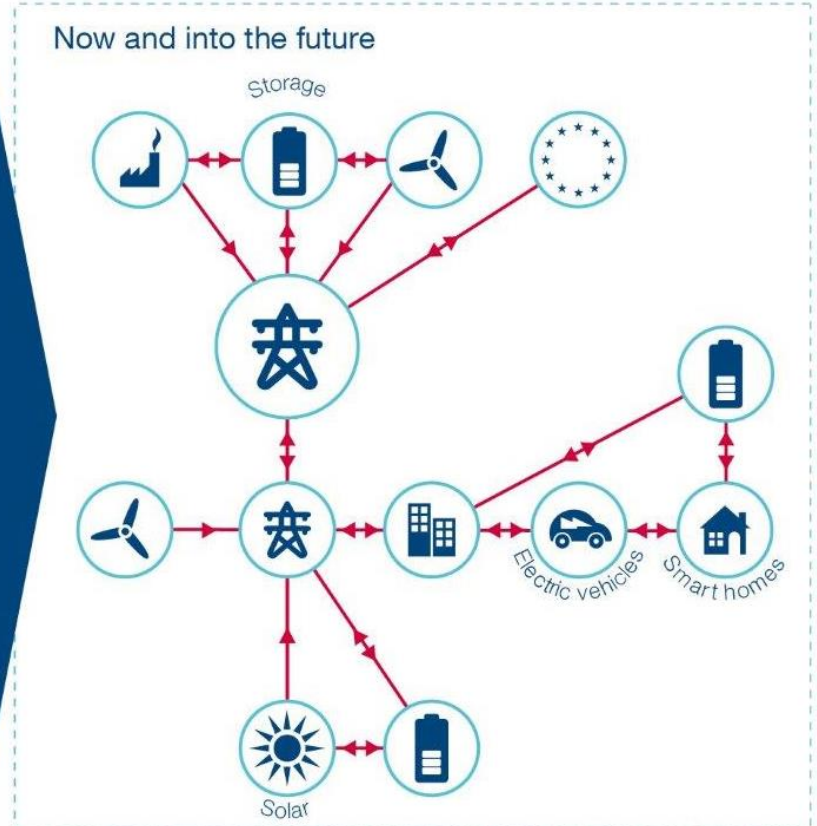 Now and into the future
Storage
Electric vehicles
Smart homes
Solar